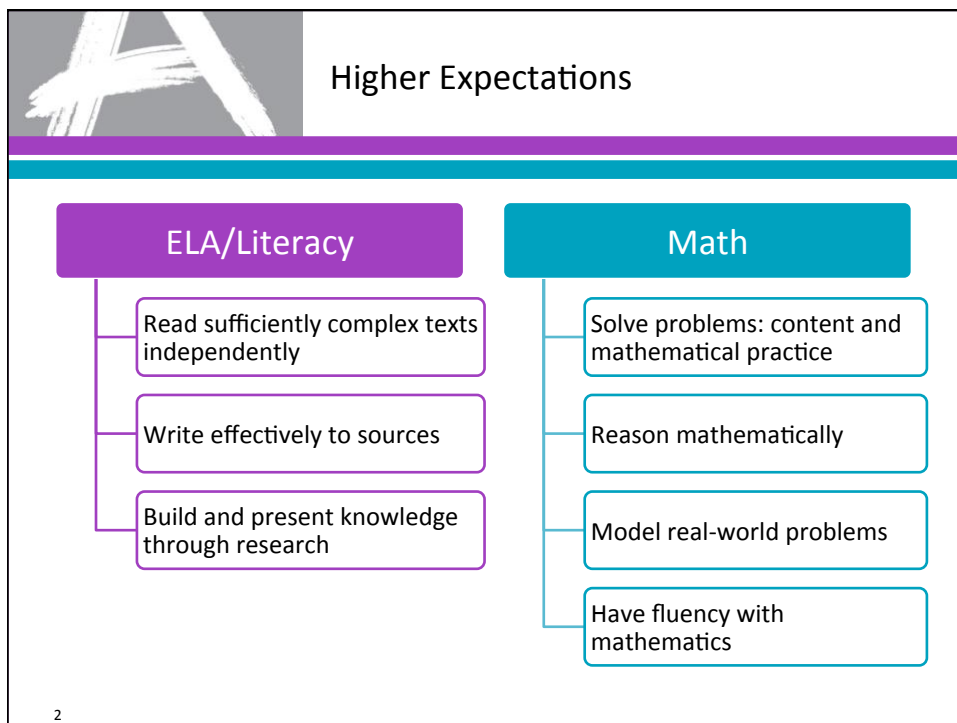 Higher Expectations
ELA/Literacy
Read sufficiently complex texts
independently
Write effectively to sources
Build and present knowledge
through research
Math
Solve problems: content and
mathematical practice
Reason mathematically
Model real-world problems
Have fluency with
mathematics
2